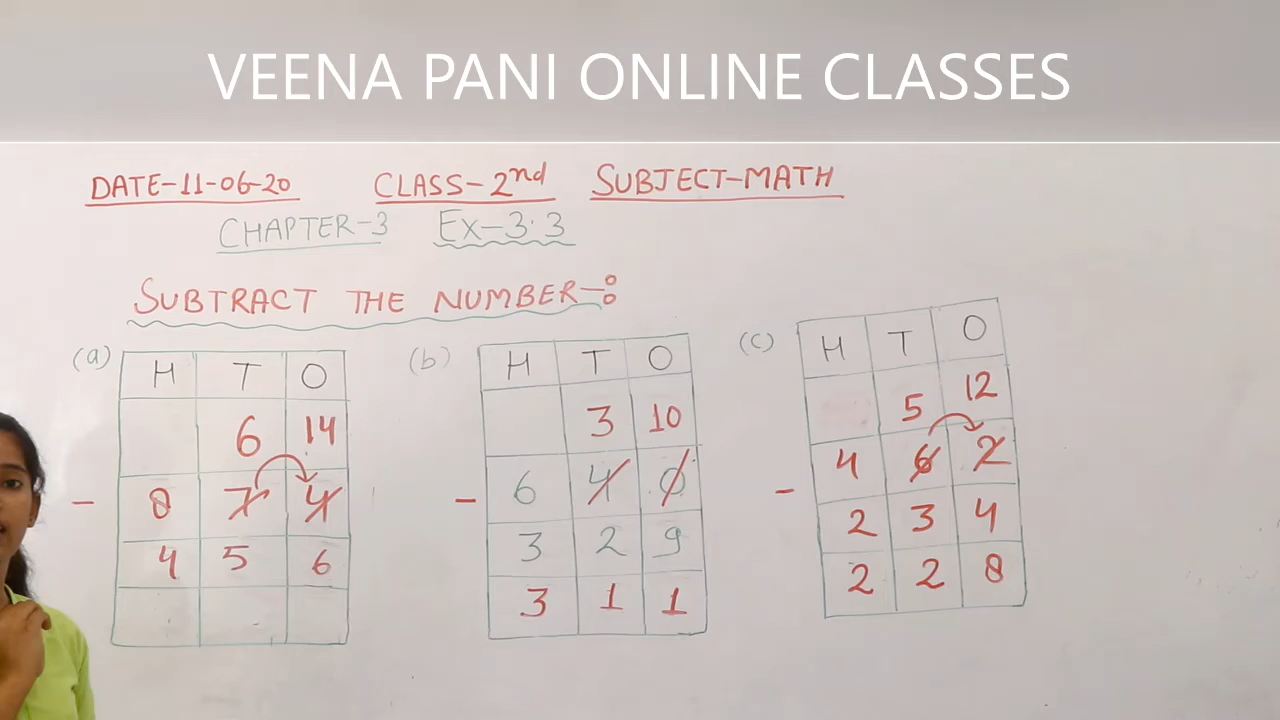 VEENA PANI ONLINE CLASSES
DATE-11-06-20 CLASS-2nd SUBJECT-MATH
CHAPTER-3 Ex-3.3
SUBTRACT THE NUMBER-:
(a)
H T O
6 14
- 8 7 4
4 5 6
(b)
H T O
3 10
- 6 4 0
3 2 9
3 1 1
(c)
H T O
5 12
- 4 6 2
2 3 4
2 2 8